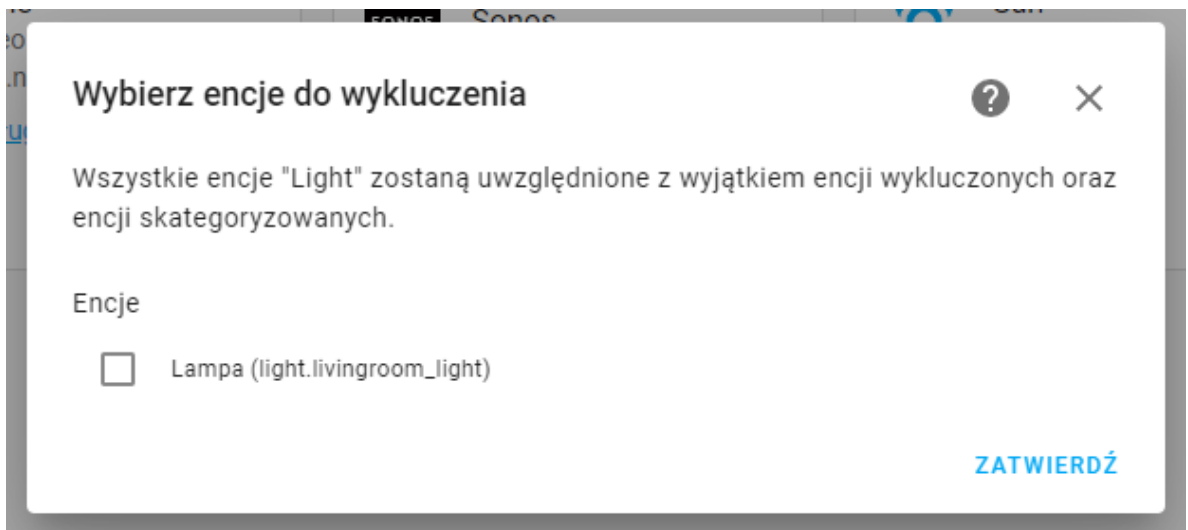 Sonos
Wybierz encje do wykluczenia
Wszystkie encje "Light" zostaną uwzględnione z wyjątkiem encji wykluczonych oraz
encji skategoryzowanych.
Encje
Lampa (light.livingroom_light)
ZATWIERDŹ